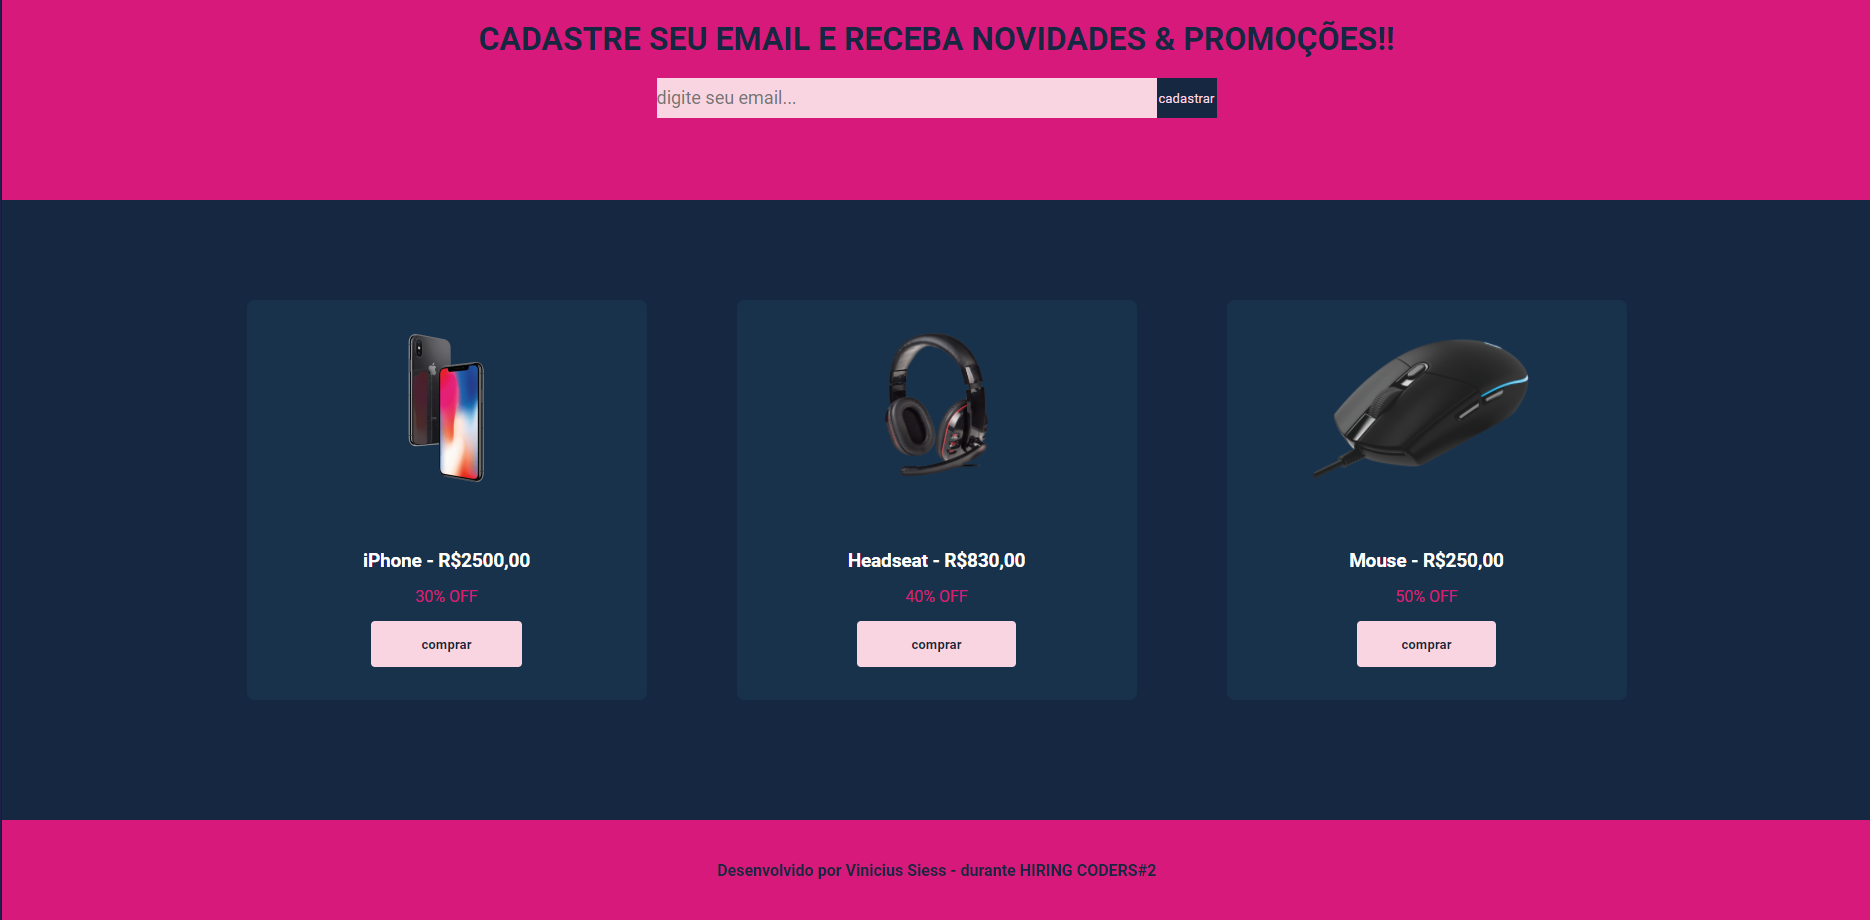 CADASTRE SEU EMAIL E RECEBA NOVIDADES & PROMOÇÕES!!
digite seu email...
cadastrar
iPhone - R$2500,00
30% OFF
comprar
Headseat - R$830,00
40% OFF
comprar
Mouse - R$250,00
50% OFF
comprar
Desenvolvido por Vinicius Siess - durante HIRING CODERS#2